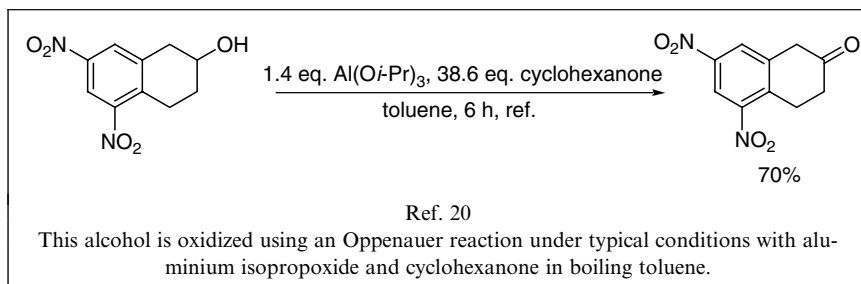 O₂N
OH
NO₂
1.4 eq. Al(Oi-Pr)₃, 38.6 eq. cyclohexanone
toluene, 6 h, ref.
O₂N
O
NO₂
70%
Ref. 20
This alcohol is oxidized using an Oppenauer reaction under typical conditions with alu-
minium isopropoxide and cyclohexanone in boiling toluene.